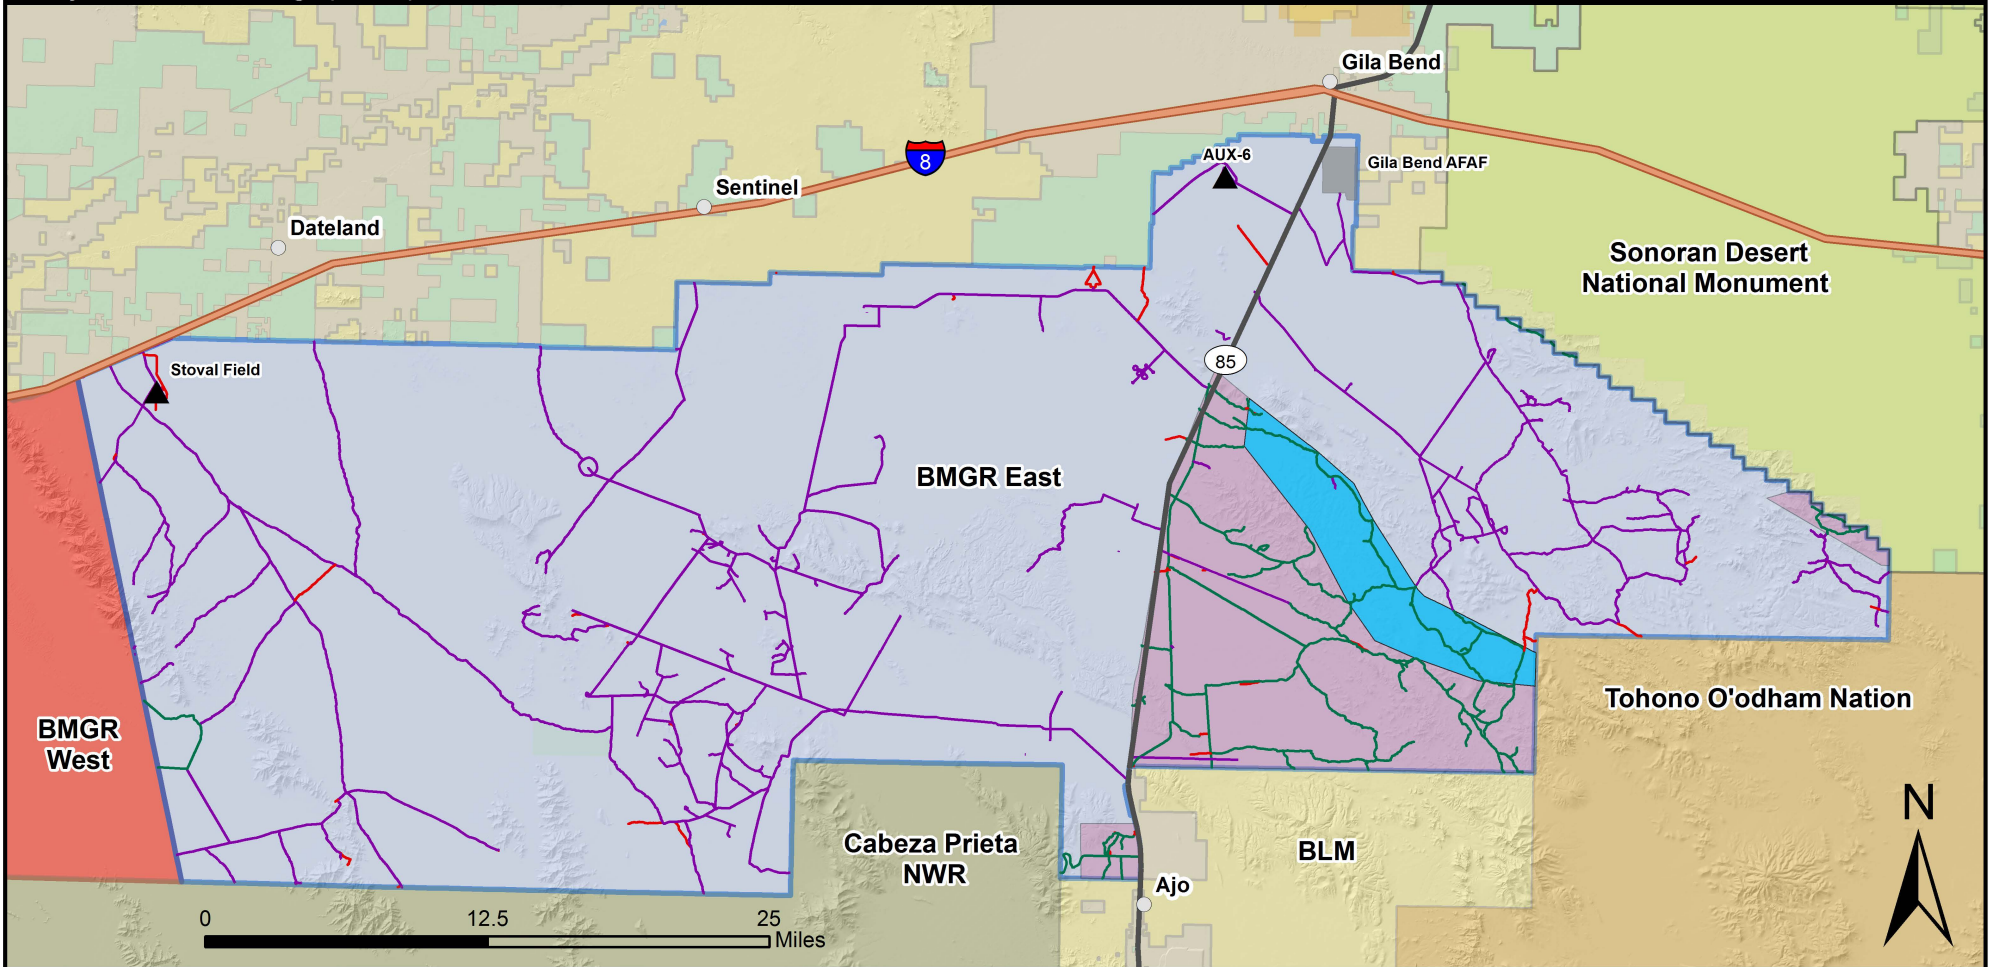 Gila Bend
AUX-6
Gila Bend AFAF
8
Sentinel
Dateland
Sonoran Desert
National Monument
Stoval Field
85
BMGR East
Tohono O'odham Nation
BMGR
West
Cabeza Prieta
NWR
BLM
N
Ajo
0
12.5
25
Miles